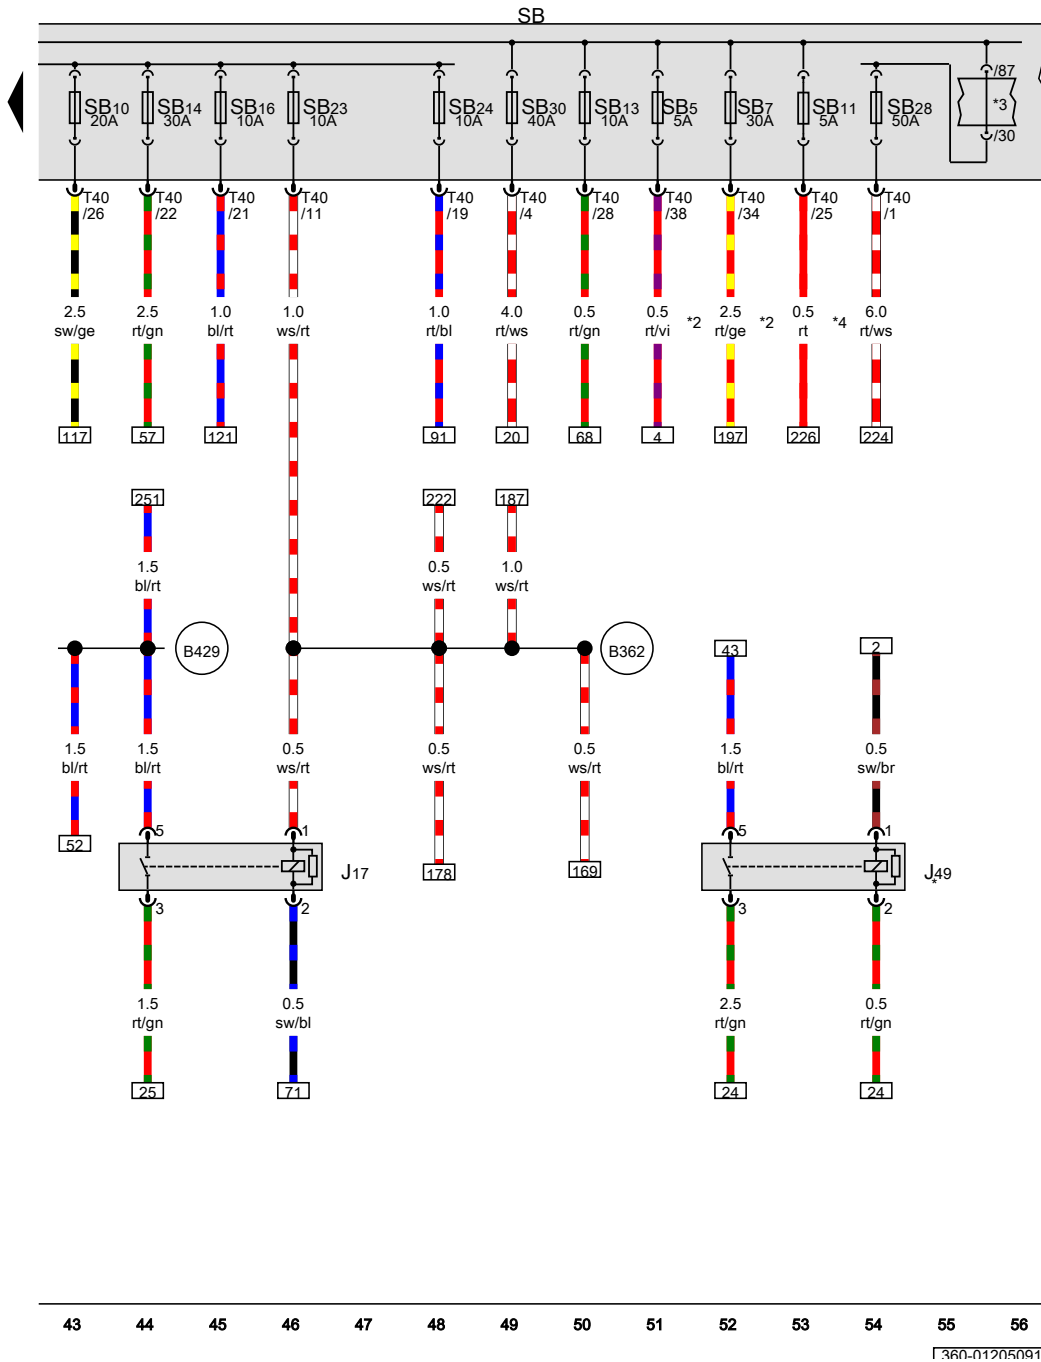 SB
/87
*3
/30
SB10 SB14 SB16 SB23 SB24 SB30 SB13 SB5 SB7 SB11 SB28
20A 30A 10A 10A 10A 40A 10A 5A 30A 5A 50A
T40 T40 T40 T40 T40 T40 T40 T40 T40 T40 T40
/26 /22 /21 /11 /19 /4 /28 /38 /34 /25 /1
2.5 2.5 1.0 1.0 1.0 4.0 0.5 0.5 2.5 0.5 6.0
sw/ge rt/gn bl/rt ws/rt rt/bl rt/ws rt/gn rt/vi *2 rt/ge *2 rt *4 rt/ws
117 57 121 91 20 68 4 197 226 224
251 222 187
1.5 0.5 1.0
bl/rt ws/rt ws/rt
B429 B362 43 2
1.5 1.5 0.5 0.5 0.5 1.5 0.5
bl/rt bl/rt ws/rt ws/rt ws/rt bl/rt sw/br
5 1 5 1
52
J17 178 169 J49
*
3 2 3 2
1.5 0.5 2.5 0.5
rt/gn sw/bl rt/gn rt/gn
25 71 24 24
43 44 45 46 47 48 49 50 51 52 53 54 55 56
360-01205091